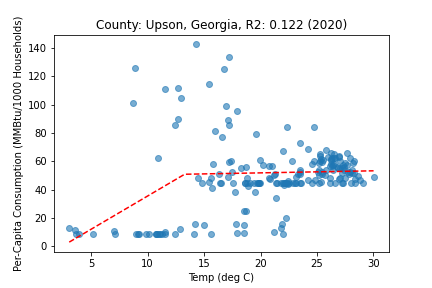 County: Upson, Georgia, R2: 0.122 (2020)
Per-Capita Consumption (MMBtu/1000 Households)
140
120
100
80
60
40
20
0
5 10 15 20 25 30
Temp (deg C)